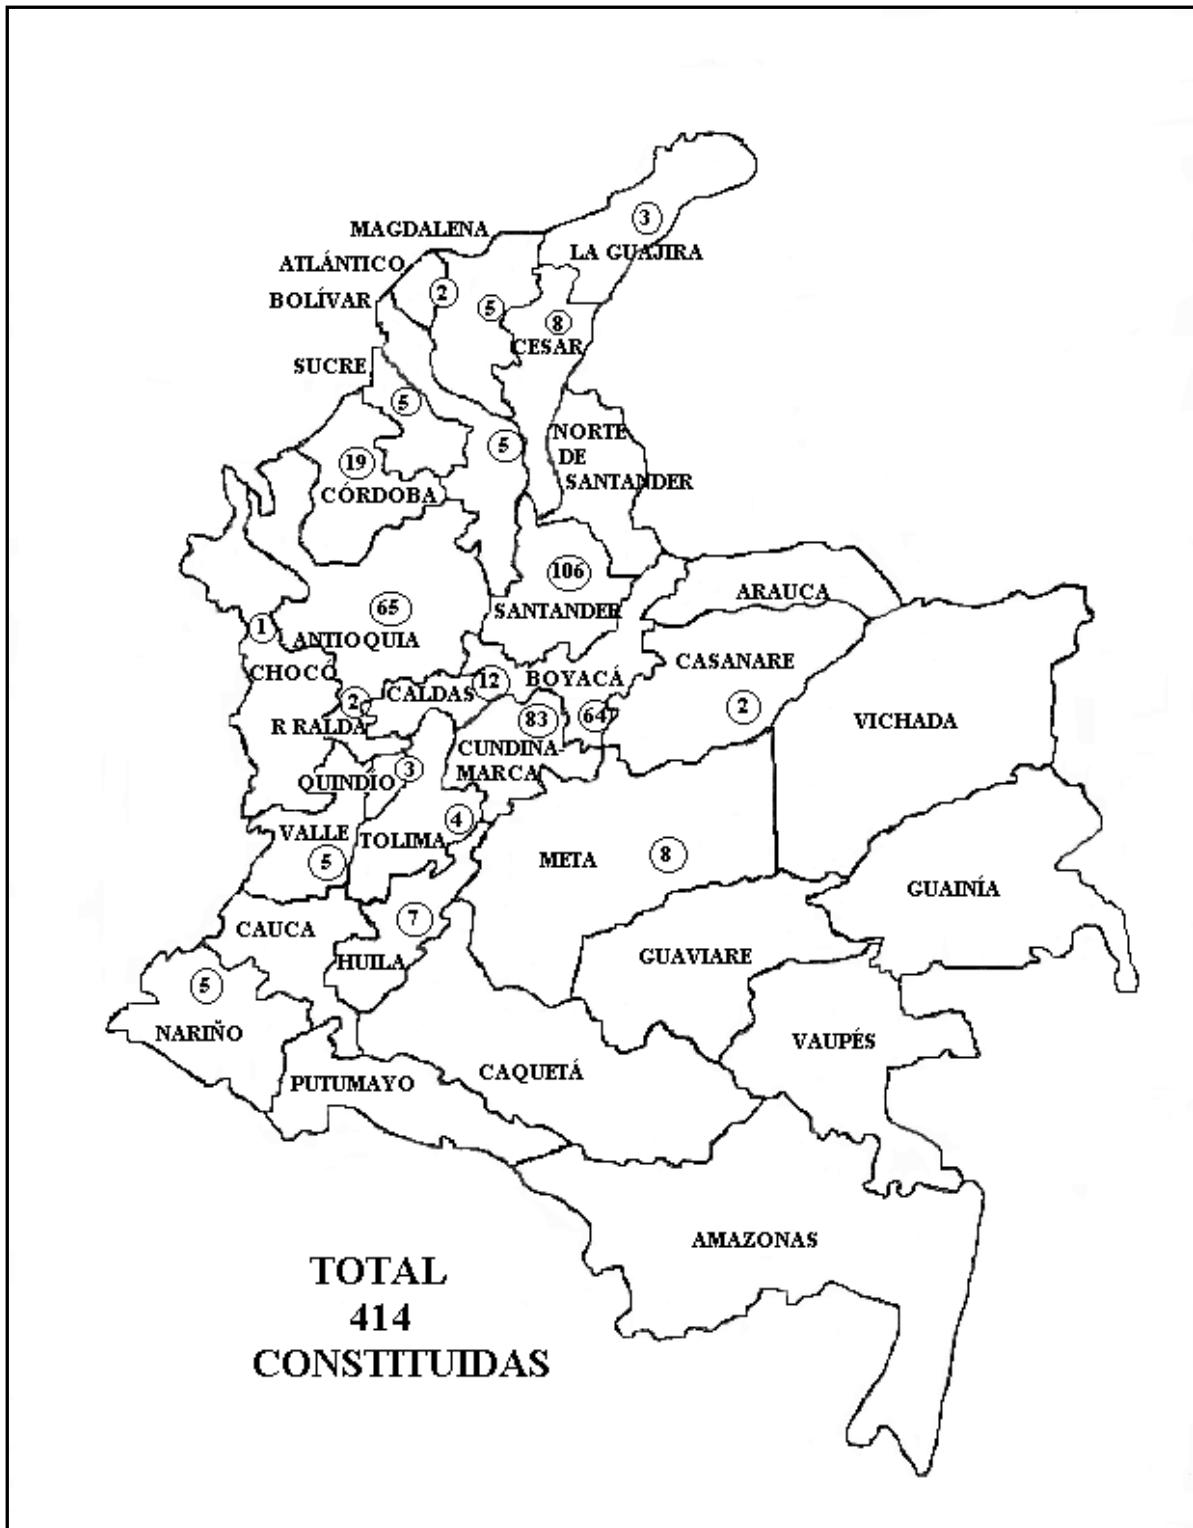 3
MAGDALENA
LA GUAJIRA
ATLÁNTICO
2
BOLÍVAR
5
8
CESAR
SUCRE
5
NORTE
DE
SANTANDER
5
19
CÓRDOBA
106
SANTANDER
ARAUCA
65
ANTIOQUIA
1
CHOCÓ
CASANARE
2
BOYACÁ
12
CALDAS
2
64
83
R RALDA
VICHADA
CUNDINA-
MARCA
QUINDÍO
3
VALLE
5
TOLIMA
4
META
8
GUAINÍA
CAUCA
7
HUILA
GUAVIARE
5
NARIÑO
VAUPÉS
PUTUMAYO
CAQUETÁ
AMAZONAS
TOTAL
414
CONSTITUIDAS